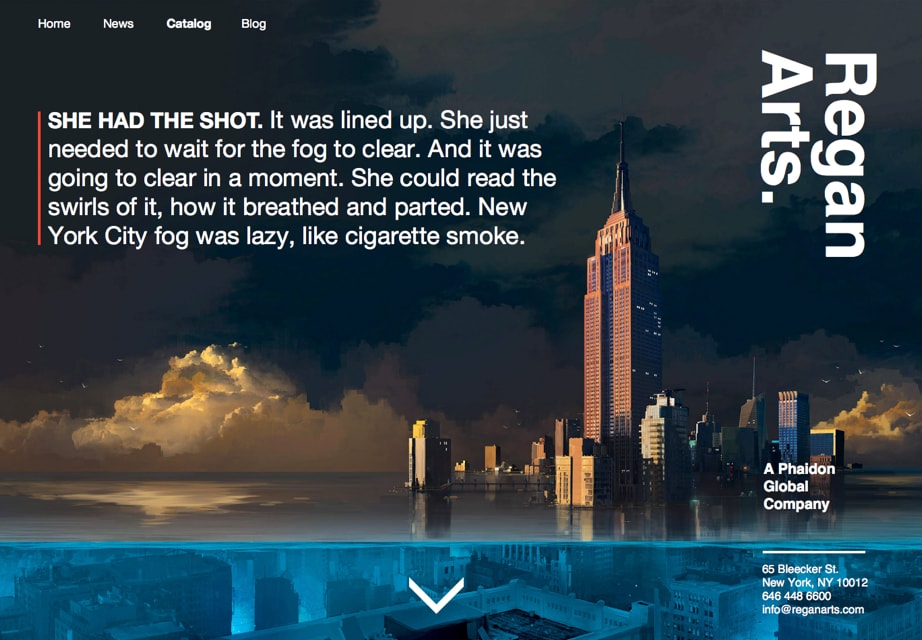 Home News Catalog Blog
SHE HAD THE SHOT. It was lined up. She just
needed to wait for the fog to clear. And it was
going to clear in a moment. She could read the
swirls of it, how it breathed and parted. New
York City fog was lazy, like cigarette smoke.
Regan
Arts.
A Phaidon
Global
Company
65 Bleecker St.
New York, NY 10012
646 448 6600
info@reganarts.com